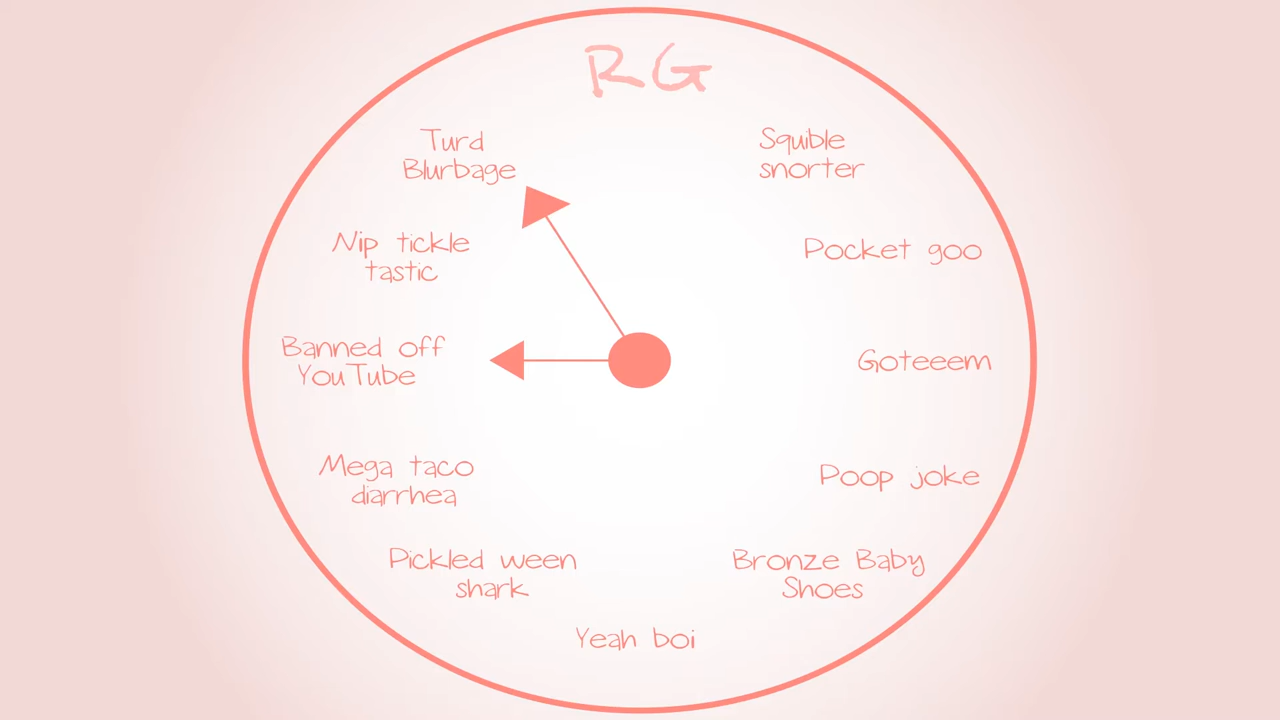 RG
Turd
Blurbage
Squible
snorter
Nip tickle
tastic
Pocket goo
Banned off
YouTube
Goteeem
Mega taco
diarrhea
Poop joke
Pickled ween
shark
Bronze Baby
Shoes
Yeah boi